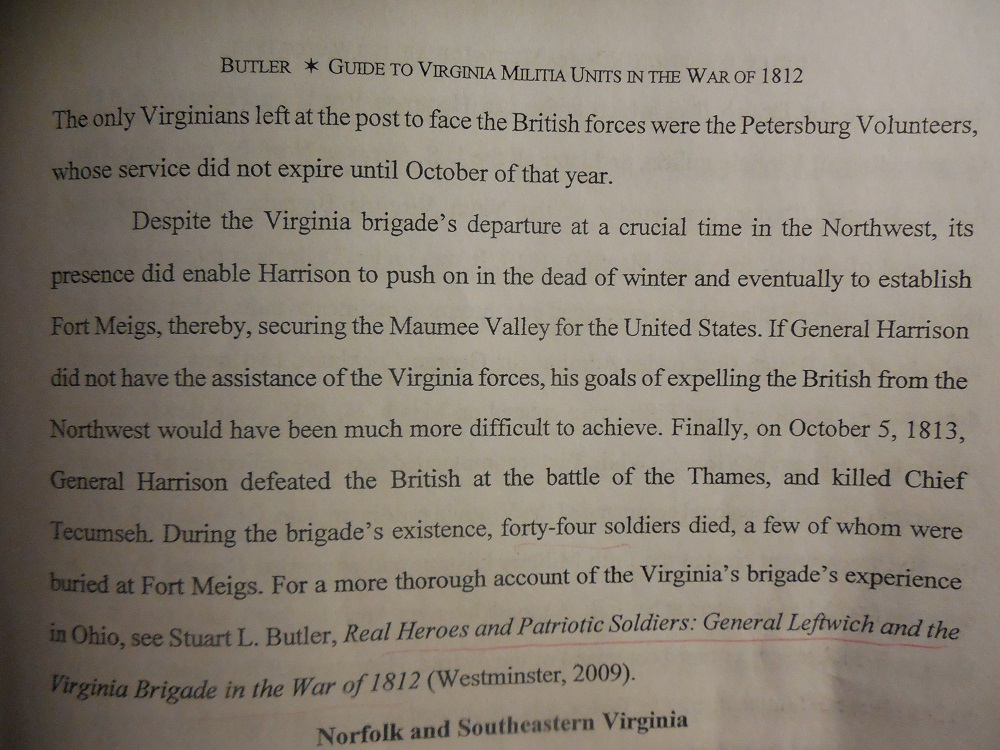 BUTLER ✶ GUIDE TO VIRGINIA MILITIA UNITS IN THE WAR OF 1812
The only Virginians left at the post to face the British forces were the Petersburg Volunteers,
whose service did not expire until October of that year.
Despite the Virginia brigade's departure at a crucial time in the Northwest, its
presence did enable Harrison to push on in the dead of winter and eventually to establish
Fort Meigs, thereby, securing the Maumee Valley for the United States. If General Harrison
did not have the assistance of the Virginia forces, his goals of expelling the British from the
Northwest would have been much more difficult to achieve. Finally, on October 5, 1813,
General Harrison defeated the British at the battle of the Thames, and killed Chief
Tecumseh. During the brigade's existence, forty-four soldiers died, a few of whom were
buried at Fort Meigs. For a more thorough account of the Virginia's brigade's experience
in Ohio, see Stuart L. Butler, Real Heroes and Patriotic Soldiers: General Leftwich and the
Virginia Brigade in the War of 1812 (Westminster, 2009).
Norfolk and Southeastern Virginia